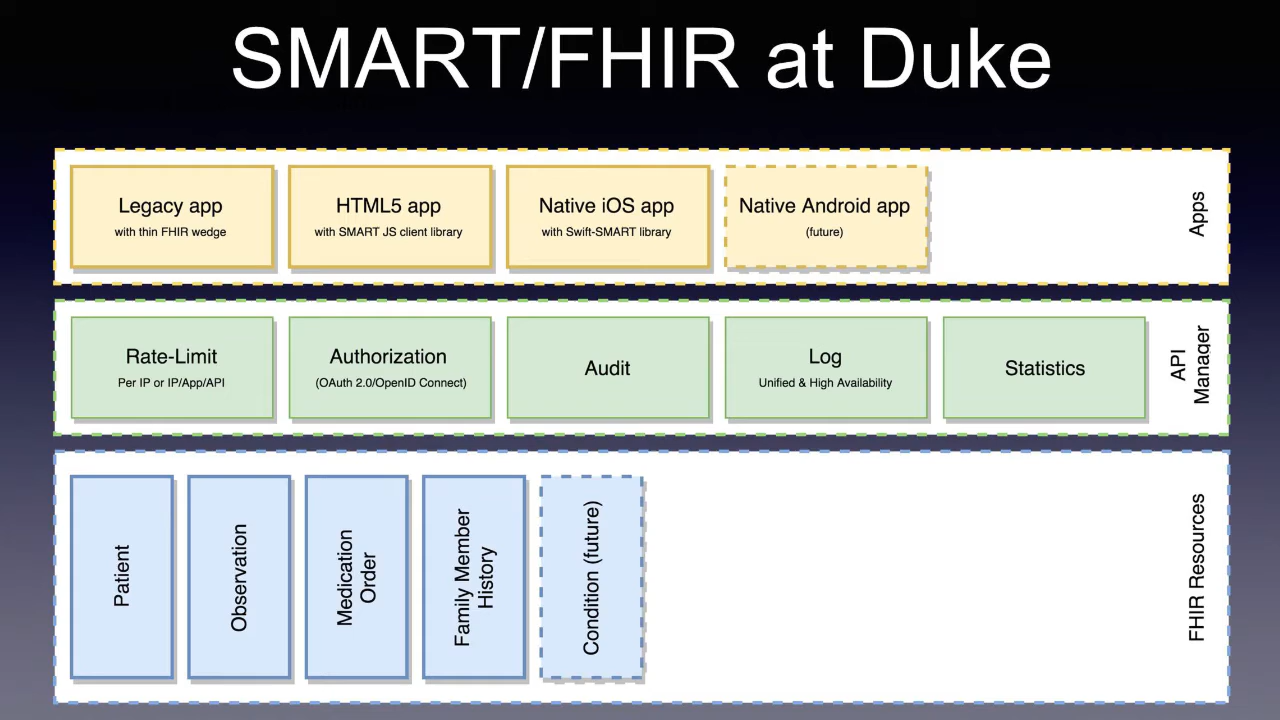 SMART/FHIR at Duke
Legacy app
with thin FHIR wedge
HTML5 app
with SMART JS client library
Native iOS app
with Swift-SMART library
Native Android app
(future)
Apps
Rate-Limit
Per IP or IP/App/API
Authorization
(OAuth 2.0/OpenID Connect)
Audit
Log
Unified & High Availability
Statistics
API
Manager
Patient
Observation
Medication
Order
Family Member
History
Condition (future)
FHIR Resources